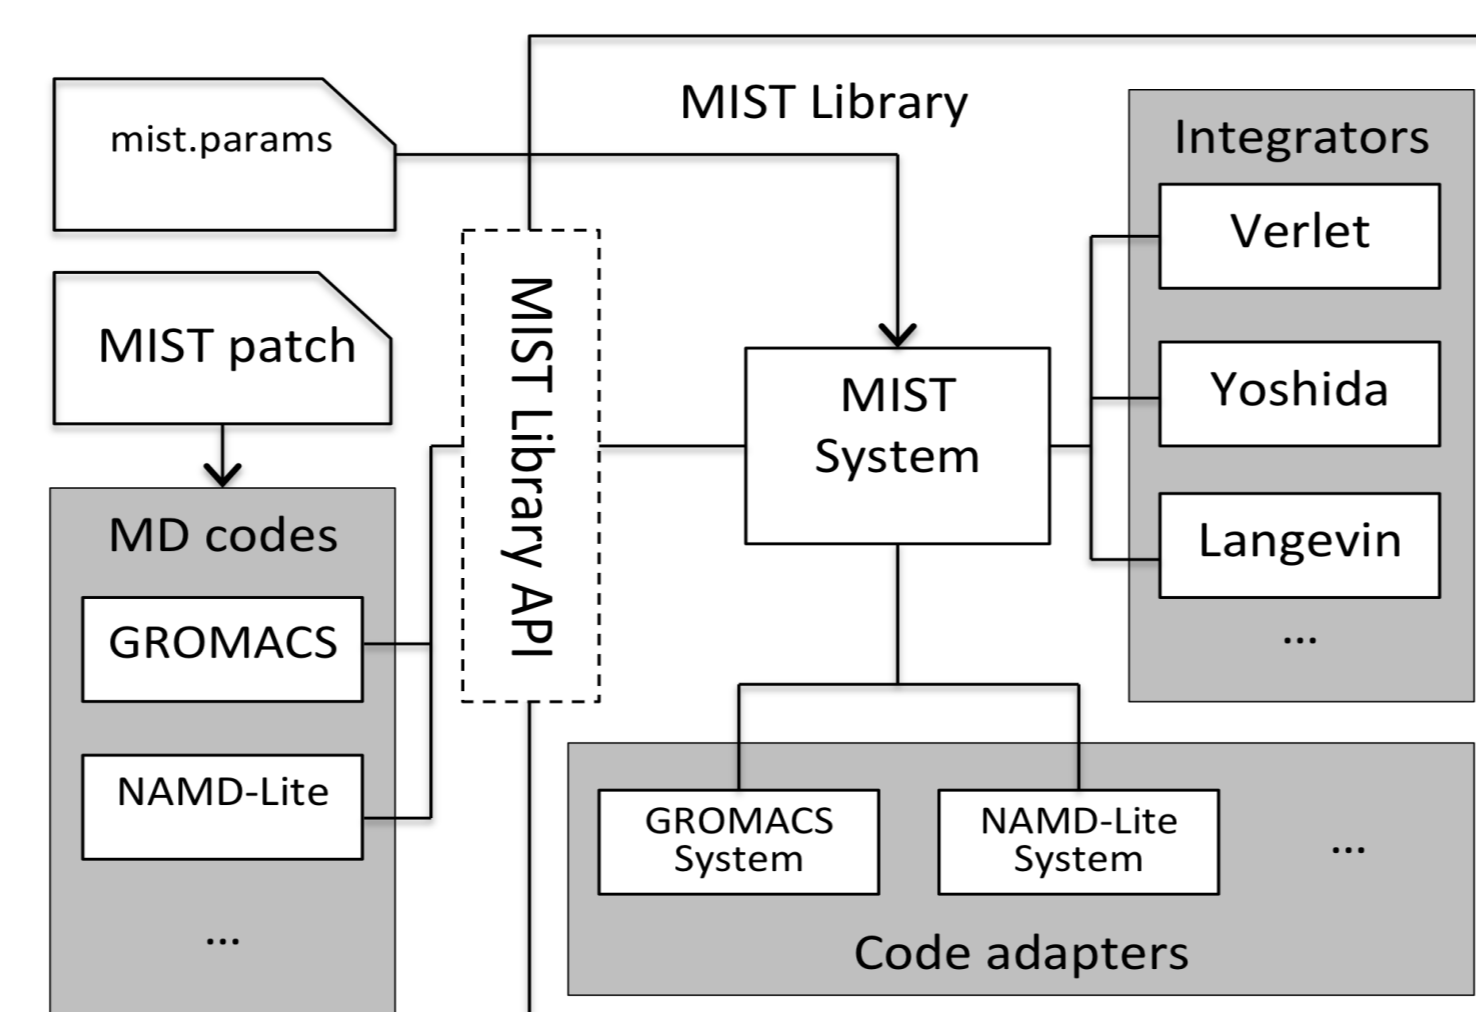 MIST Library
mist.params
Integrators
Verlet
MIST patch
MIST Library API
MIST
System
Yoshida
Langevin
...
MD codes
GROMACS
NAMD-Lite
...
GROMACS
System
NAMD-Lite
System
...
Code adapters